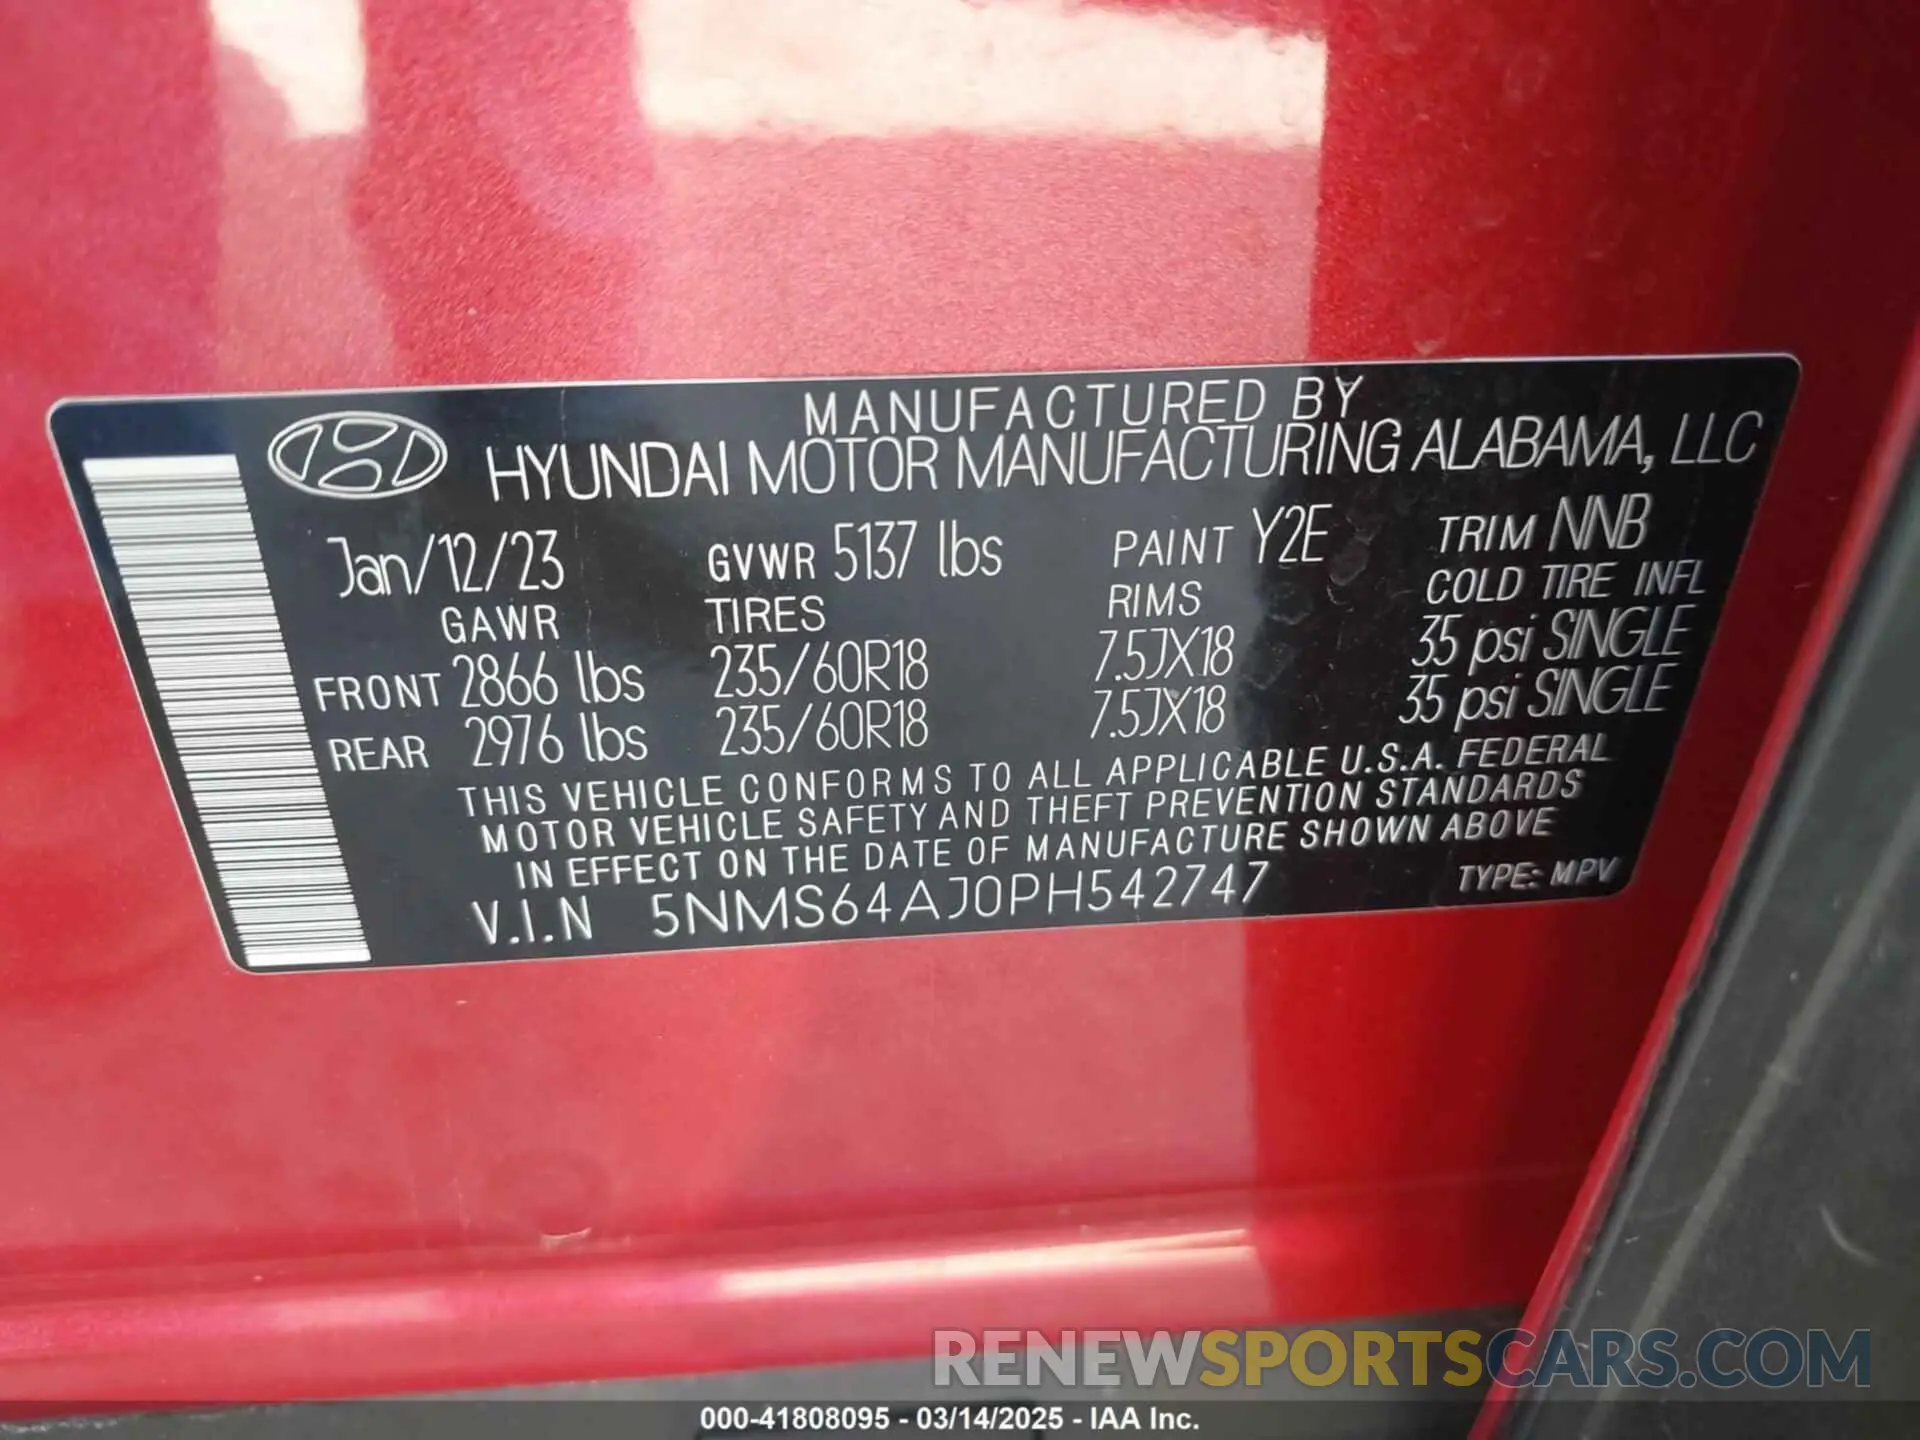 MANUFACTURED BY
HYUNDAI MOTOR MANUFACTURING ALABAMA, LLC
Jan/12/23 GVWR 5137 lbs PAINT Y2E TRIM NNB
GAWR TIRES RIMS COLD TIRE INFL
FRONT 2866 lbs 235/60R18 7.5JX18 35 psi SINGLE
REAR 2976 lbs 235/60R18 7.5JX18 35 psi SINGLE
THIS VEHICLE CONFORMS TO ALL APPLICABLE U.S.A. FEDERAL
MOTOR VEHICLE SAFETY AND THEFT PREVENTION STANDARDS
IN EFFECT ON THE DATE OF MANUFACTURE SHOWN ABOVE
V.I.N 5NMS64AJ0PH542747 TYPE: MPV
RENEWSPORTSCARS.COM
000-41808095 - 03/14/2025 - IAA Inc.